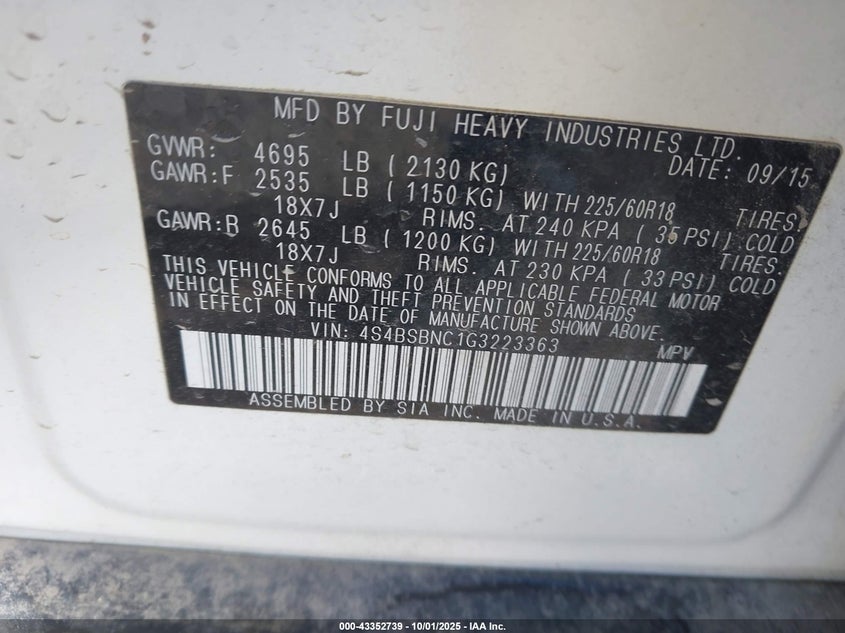 MFD BY FUJI HEAVY INDUSTRIES LTD.
GVWR: 4695 LB ( 2130 KG) DATE: 09/15
GAWR:F 2535 LB ( 1150 KG) WITH 225/60R18 TIRES.
18X7J RIMS. AT 240 KPA ( 35 PSI) COLD
GAWR:B 2645 LB ( 1200 KG) WITH 225/60R18 TIRES.
18X7J RIMS. AT 230 KPA ( 33 PSI) COLD
THIS VEHICLE CONFORMS TO ALL APPLICABLE FEDERAL MOTOR
VEHICLE SAFETY AND THEFT PREVENTION STANDARDS
IN EFFECT ON THE DATE OF MANUFACTURE SHOWN ABOVE.
VIN: 4S4BSBNC1G3223363 MPV
ASSEMBLED BY SIA INC. MADE IN U.S.A.
000-43352739 - 10/01/2025 - IAA Inc.